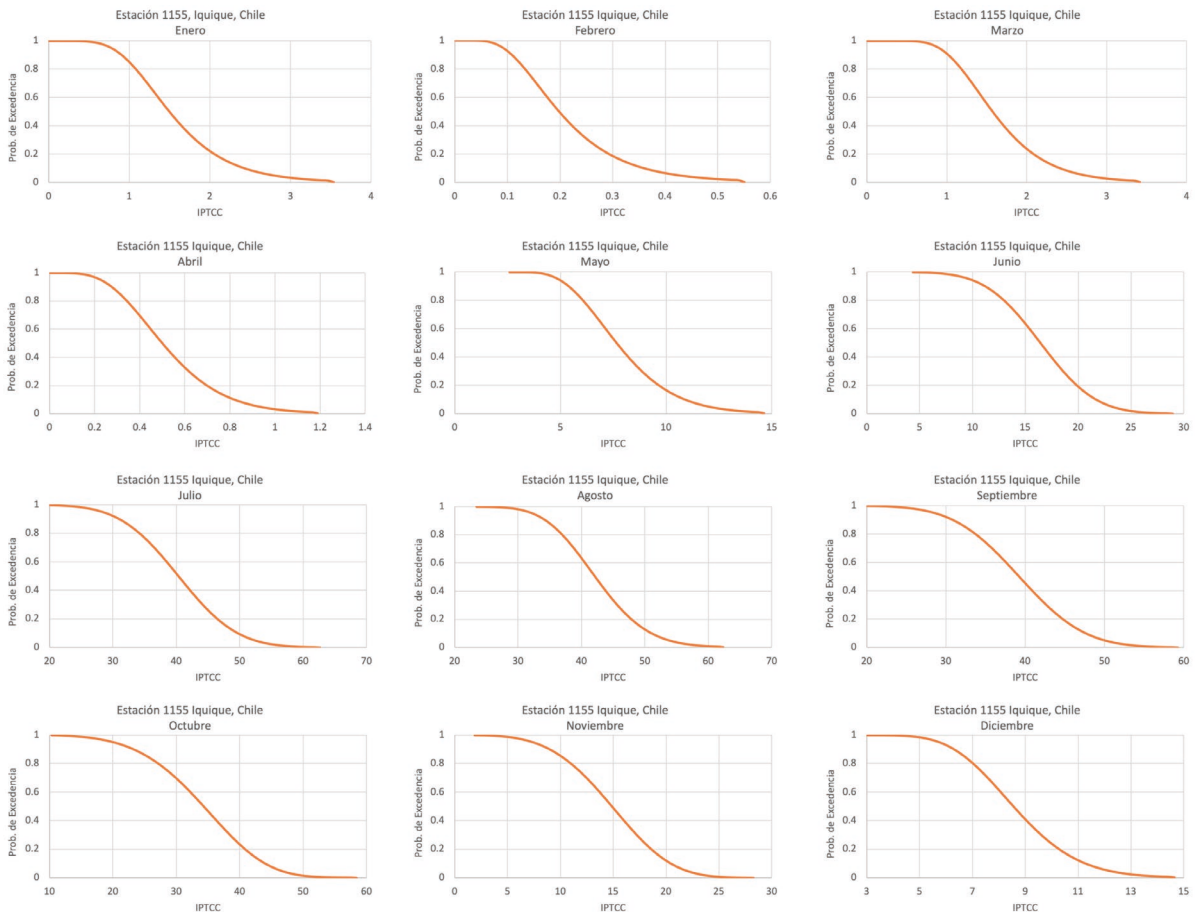 Estación 1155, Iquique, Chile
Enero
Prob. de Excedencia
1
0.8
0.6
0.4
0.2
0
0 1 2 3 4
IPTCC
Estación 1155 Iquique, Chile
Febrero
Prob. de Excedencia
1
0.8
0.6
0.4
0.2
0
0 0.1 0.2 0.3 0.4 0.5 0.6
IPTCC
Estación 1155 Iquique, Chile
Marzo
Prob. de Excedencia
1
0.8
0.6
0.4
0.2
0
0 1 2 3 4
IPTCC
Estación 1155 Iquique, Chile
Abril
Prob. de Excedencia
1
0.8
0.6
0.4
0.2
0
0 0.2 0.4 0.6 0.8 1 1.2 1.4
IPTCC
Estación 1155 Iquique, Chile
Mayo
Prob. de Excedencia
1
0.8
0.6
0.4
0.2
0
0 5 10 15
IPTCC
Estación 1155 Iquique, Chile
Junio
Prob. de Excedencia
1
0.8
0.6
0.4
0.2
0
0 5 10 15 20 25 30
IPTCC
Estación 1155 Iquique, Chile
Julio
Prob. de Excedencia
1
0.8
0.6
0.4
0.2
0
20 30 40 50 60 70
IPTCC
Estación 1155 Iquique, Chile
Agosto
Prob. de Excedencia
1
0.8
0.6
0.4
0.2
0
20 30 40 50 60 70
IPTCC
Estación 1155 Iquique, Chile
Septiembre
Prob. de Excedencia
1
0.8
0.6
0.4
0.2
0
20 30 40 50 60
IPTCC
Estación 1155 Iquique, Chile
Octubre
Prob. de Excedencia
1
0.8
0.6
0.4
0.2
0
10 20 30 40 50 60
IPTCC
Estación 1155 Iquique, Chile
Noviembre
Prob. de Excedencia
1
0.8
0.6
0.4
0.2
0
0 5 10 15 20 25 30
IPTCC
Estación 1155 Iquique, Chile
Diciembre
Prob. de Excedencia
1
0.8
0.6
0.4
0.2
0
3 5 7 9 11 13 15
IPTCC